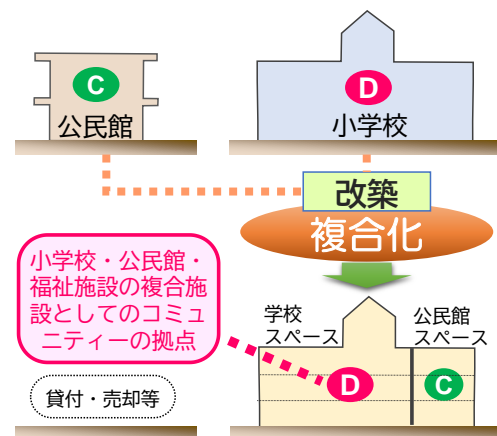 C
公民館
D
小学校
改築
複合化
小学校・公民館・
福祉施設の複合施
設としてのコミュ
ニティーの拠点
学校
スペース
公民館
スペース
D
C
貸付・売却等